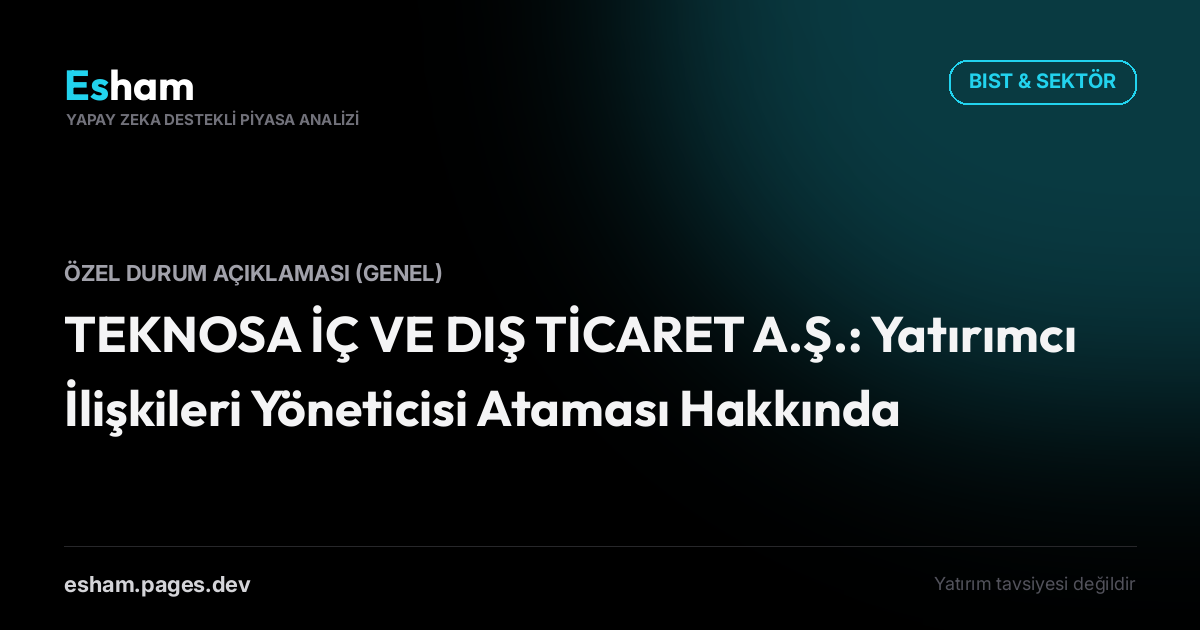 Esham
YAPAY ZEKA DESTEKLİ PİYASA ANALİZİ
BIST & SEKTÖR
ÖZEL DURUM AÇIKLAMASI (GENEL)
TEKNOSA İÇ VE DIŞ TİCARET A.Ş.: Yatırımcı
İlişkileri Yöneticisi Ataması Hakkında
esham.pages.dev
Yatırım tavsiyesi değildir